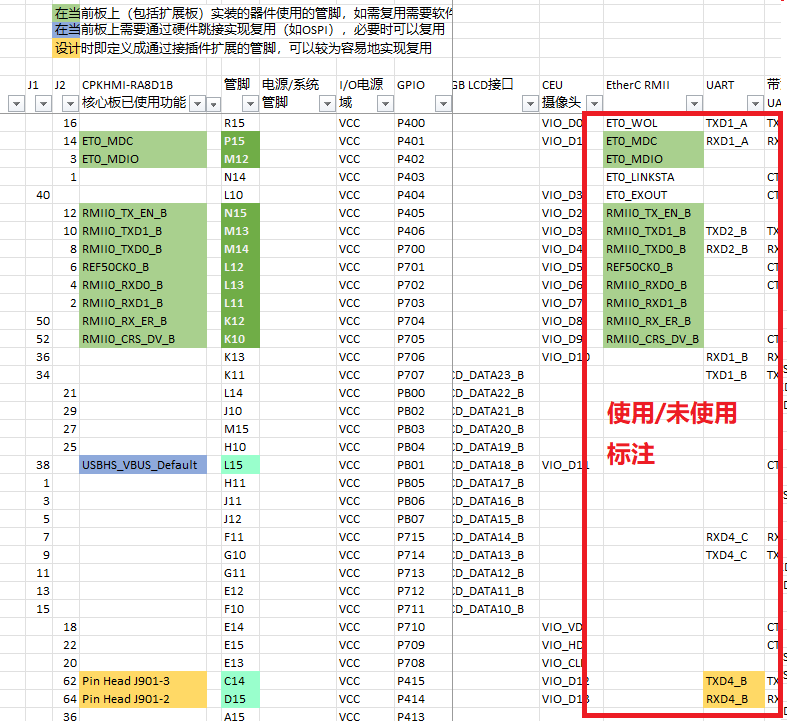 在当前板上（包括扩展板）实装的器件使用的管脚，如需复用需要软件
在当前板上需要通过硬件跳接实现复用（如OSPI），必要时可以复用
设计时即定义成通过接插件扩展的管脚，可以较为容易地实现复用
J1 J2 CPKHMI-RA8D1B 管脚 电源/系统 I/O电源 GPIO GB LCD接口 CEU EtherC RMII UART 带
核心板已使用功能 管脚 域 摄像头 UA
16 R15 VCC P400 VIO_D0 ET0_WOL TXD1_A TX
14 ET0_MDC P15 VCC P401 VIO_D1 ET0_MDC RXD1_A RX
3 ET0_MDIO M12 VCC P402 ET0_MDIO
1 N14 VCC P403 ET0_LINKSTA CT
40 L10 VCC P404 VIO_D3 ET0_EXOUT CT
12 RMII0_TX_EN_B N15 VCC P405 VIO_D2 RMII0_TX_EN_B
10 RMII0_TXD1_B M13 VCC P406 VIO_D3 RMII0_TXD1_B TXD2_B TX
8 RMII0_TXD0_B M14 VCC P700 VIO_D4 RMII0_TXD0_B RXD2_B RX
6 REF50CK0_B L12 VCC P701 VIO_D5 REF50CK0_B CT
4 RMII0_RXD0_B L13 VCC P702 VIO_D6 RMII0_RXD0_B CT
2 RMII0_RXD1_B L11 VCC P703 VIO_D7 RMII0_RXD1_B
50 RMII0_RX_ER_B K12 VCC P704 VIO_D8 RMII0_RX_ER_B
52 RMII0_CRS_DV_B K10 VCC P705 VIO_D9 RMII0_CRS_DV_B CT
36 K13 VCC P706 VIO_D10 RXD1_B RX
34 K11 VCC P707 CD_DATA23_B TXD1_B TX
21 L14 VCC PB00 CD_DATA22_B
29 J10 VCC PB02 CD_DATA21_B
27 M15 VCC PB03 CD_DATA20_B
25 H10 VCC PB04 CD_DATA19_B
38 USBHS_VBUS_Default L15 VCC PB01 CD_DATA18_B VIO_D11 CT
1 H11 VCC PB05 CD_DATA17_B
3 J11 VCC PB06 CD_DATA16_B
5 J12 VCC PB07 CD_DATA15_B
7 F11 VCC P715 CD_DATA14_B RXD4_C RX
9 G10 VCC P714 CD_DATA13_B TXD4_C TX
11 G11 VCC P713 CD_DATA12_B
13 E12 VCC P712 CD_DATA11_B
15 F10 VCC P711 CD_DATA10_B
18 E14 VCC P710 VIO_VD CT
22 E15 VCC P709 VIO_HD CT
20 E13 VCC P708 VIO_CL
62 Pin Head J901-3 C14 VCC P415 VIO_D12 TXD4_B TX
64 Pin Head J901-2 D15 VCC P414 VIO_D13 RXD4_B RX
36 A15 VCC P413
使用/未使用
标注